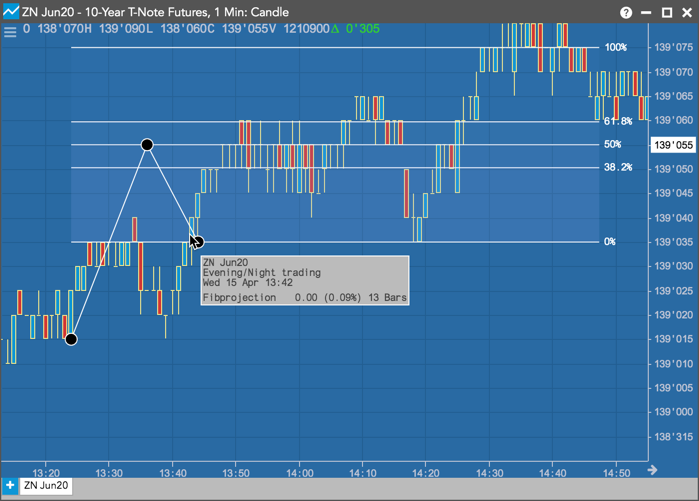 ZN Jun20 - 10-Year T-Note Futures, 1 Min: Candle
O 138'070H 139'090L 138'060C 139'055V 1210900Δ 0'305
100%
61.8%
50%
38.2%
0%
139'075
139'070
139'065
139'060
139'055
139'050
139'045
139'040
139'035
139'030
139'025
139'020
139'015
139'010
139'005
139'000
138'315
ZN Jun20
Evening/Night trading
Wed 15 Apr 13:42
Fibprojection 0.00 (0.09%) 13 Bars
13:20 13:30 13:40 13:50 14:00 14:10 14:20 14:30 14:40 14:50
+ ZN Jun20